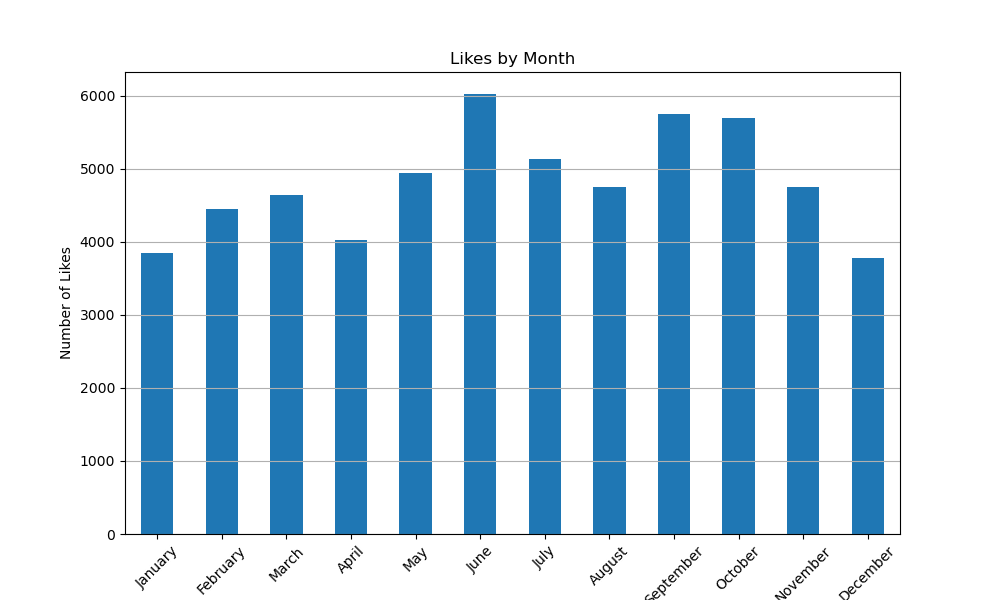 Likes by Month
Number of Likes
6000
5000
4000
3000
2000
1000
0
January
February
March
April
May
June
July
August
September
October
November
December